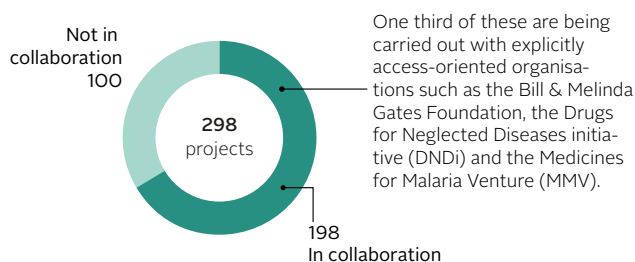 Not in
collaboration
100
298
projects
One third of these are being
carried out with explicitly
access-oriented organisa-
tions such as the Bill & Melinda
Gates Foundation, the Drugs
for Neglected Diseases initia-
tive (DNDi) and the Medicines
for Malaria Venture (MMV).
198
In collaboration